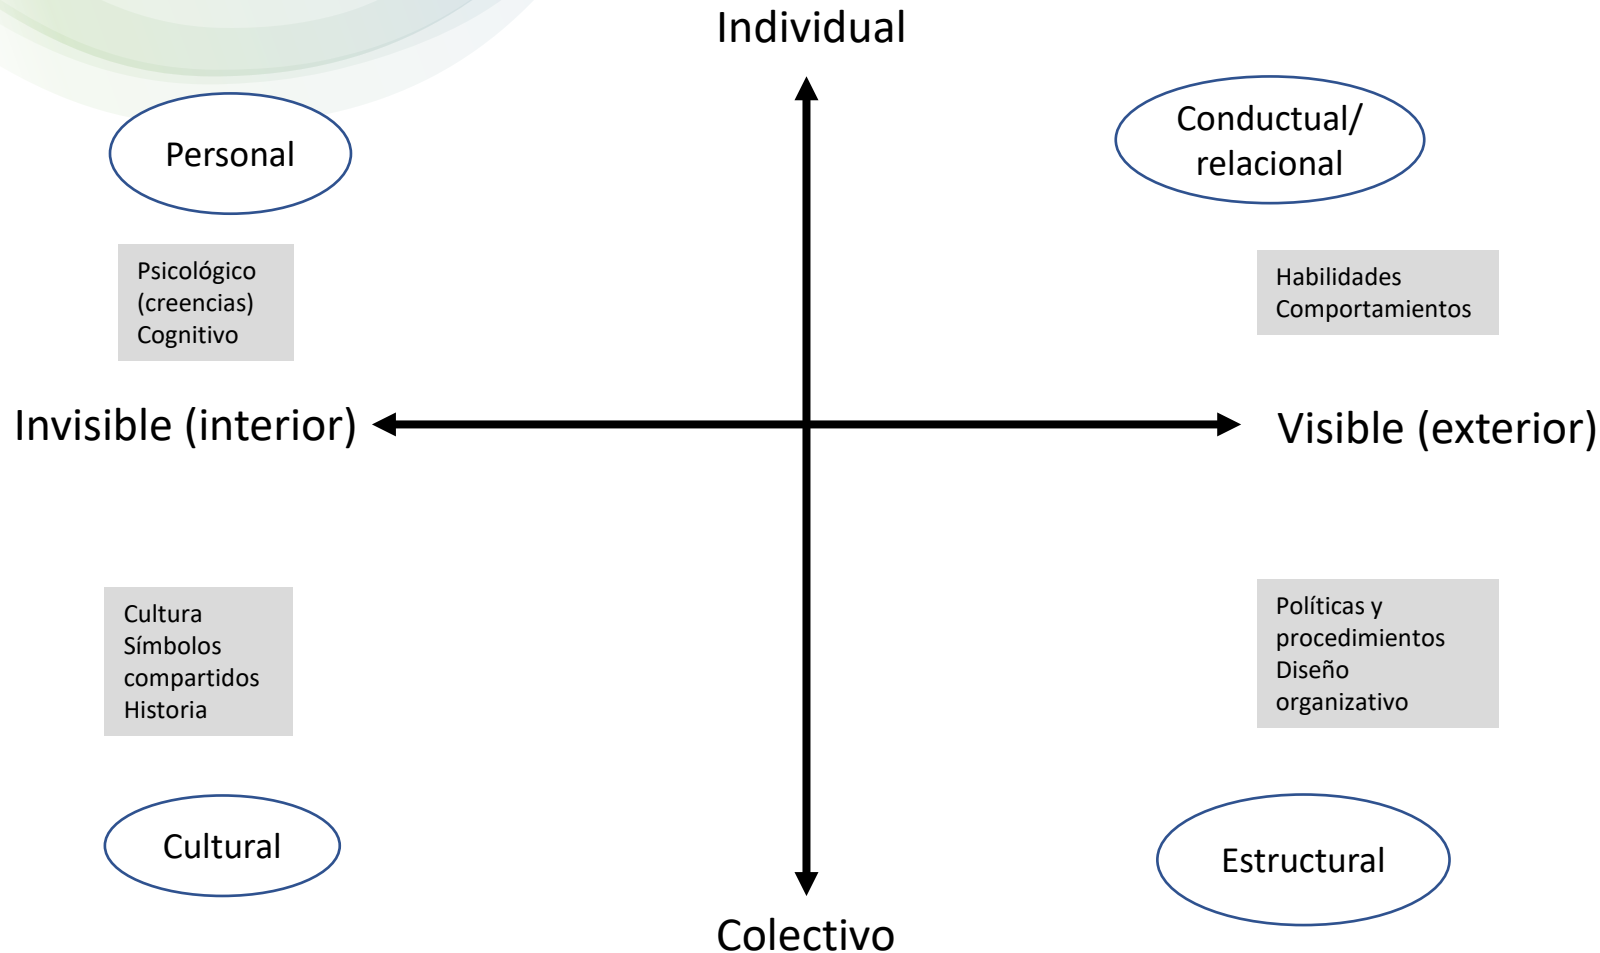 Individual
Personal
Conductual/
relacional
Psicológico
(creencias)
Cognitivo
Habilidades
Comportamientos
Invisible (interior)
Visible (exterior)
Cultura
Símbolos
compartidos
Historia
Políticas y
procedimientos
Diseño
organizativo
Cultural
Estructural
Colectivo